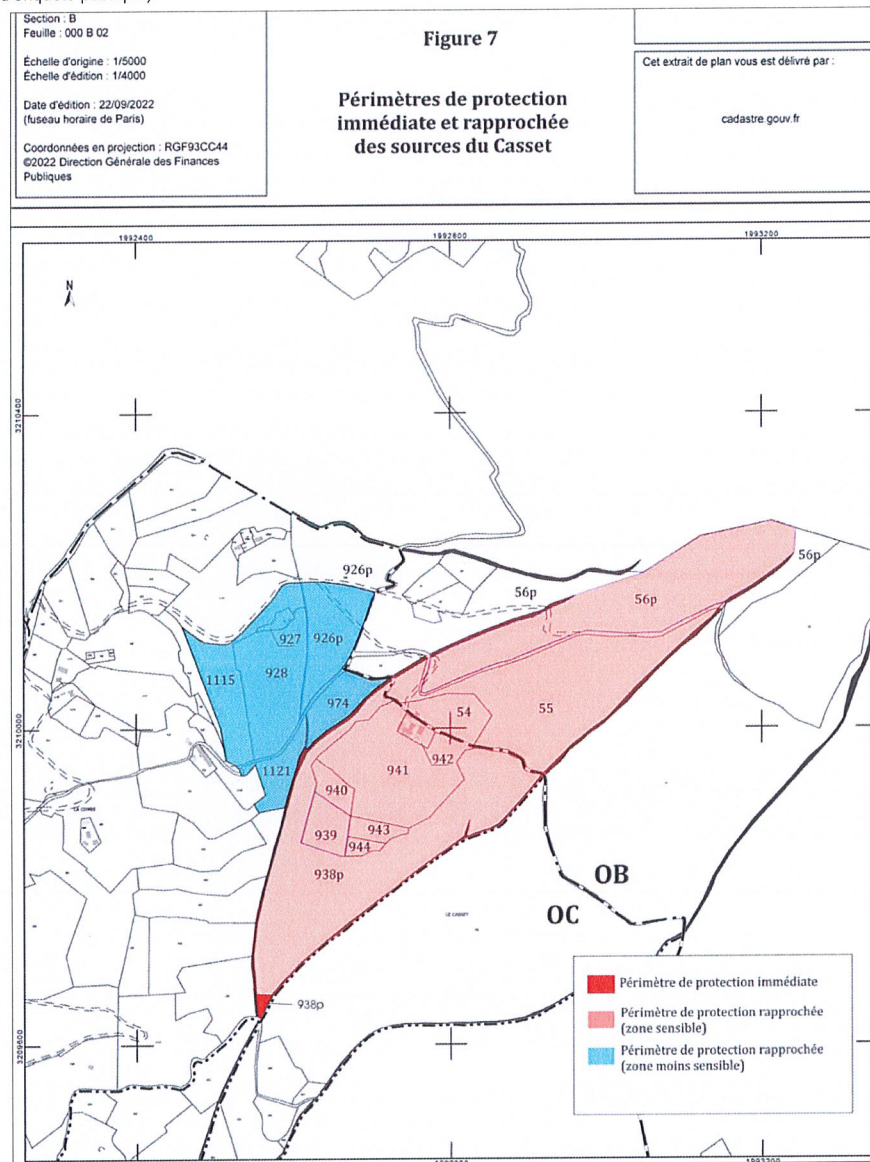 Section : B
Feuille : 000 B 02
Échelle d'origine : 1/5000
Échelle d'édition : 1/4000
Date d'édition : 22/09/2022
(fuseau horaire de Paris)
Coordonnées en projection : RGF93CC44
©2022 Direction Générale des Finances
Publiques
Figure 7
Périmètres de protection
immédiate et rapprochée
des sources du Casset
Cet extrait de plan vous est délivré par :
cadastre.gouv.fr
1992400
1992800
1993200
N
3210400
926p
56p
56p
56p
927
926p
1115
928
974
54
55
3210000
942
941
1121
940
LA COMBE
939
943
944
938p
OB
LE CASSET
OC
938p
Périmètre de protection immédiate
Périmètre de protection rapprochée
(zone sensible)
Périmètre de protection rapprochée
(zone moins sensible)
3209600